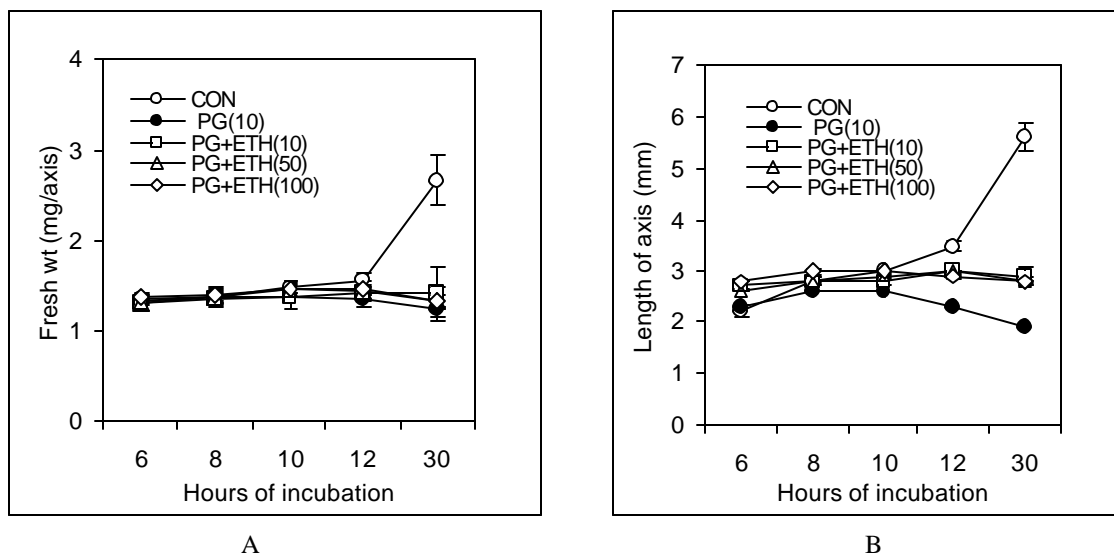 4
3
2
1
0
Fresh wt (mg/axis)
CON
PG(10)
PG+ETH(10)
PG+ETH(50)
PG+ETH(100)
6 8 10 12 30
Hours of incubation
A
7
6
5
4
3
2
1
0
Length of axis (mm)
CON
PG(10)
PG+ETH(10)
PG+ETH(50)
PG+ETH(100)
6 8 10 12 30
Hours of incubation
B